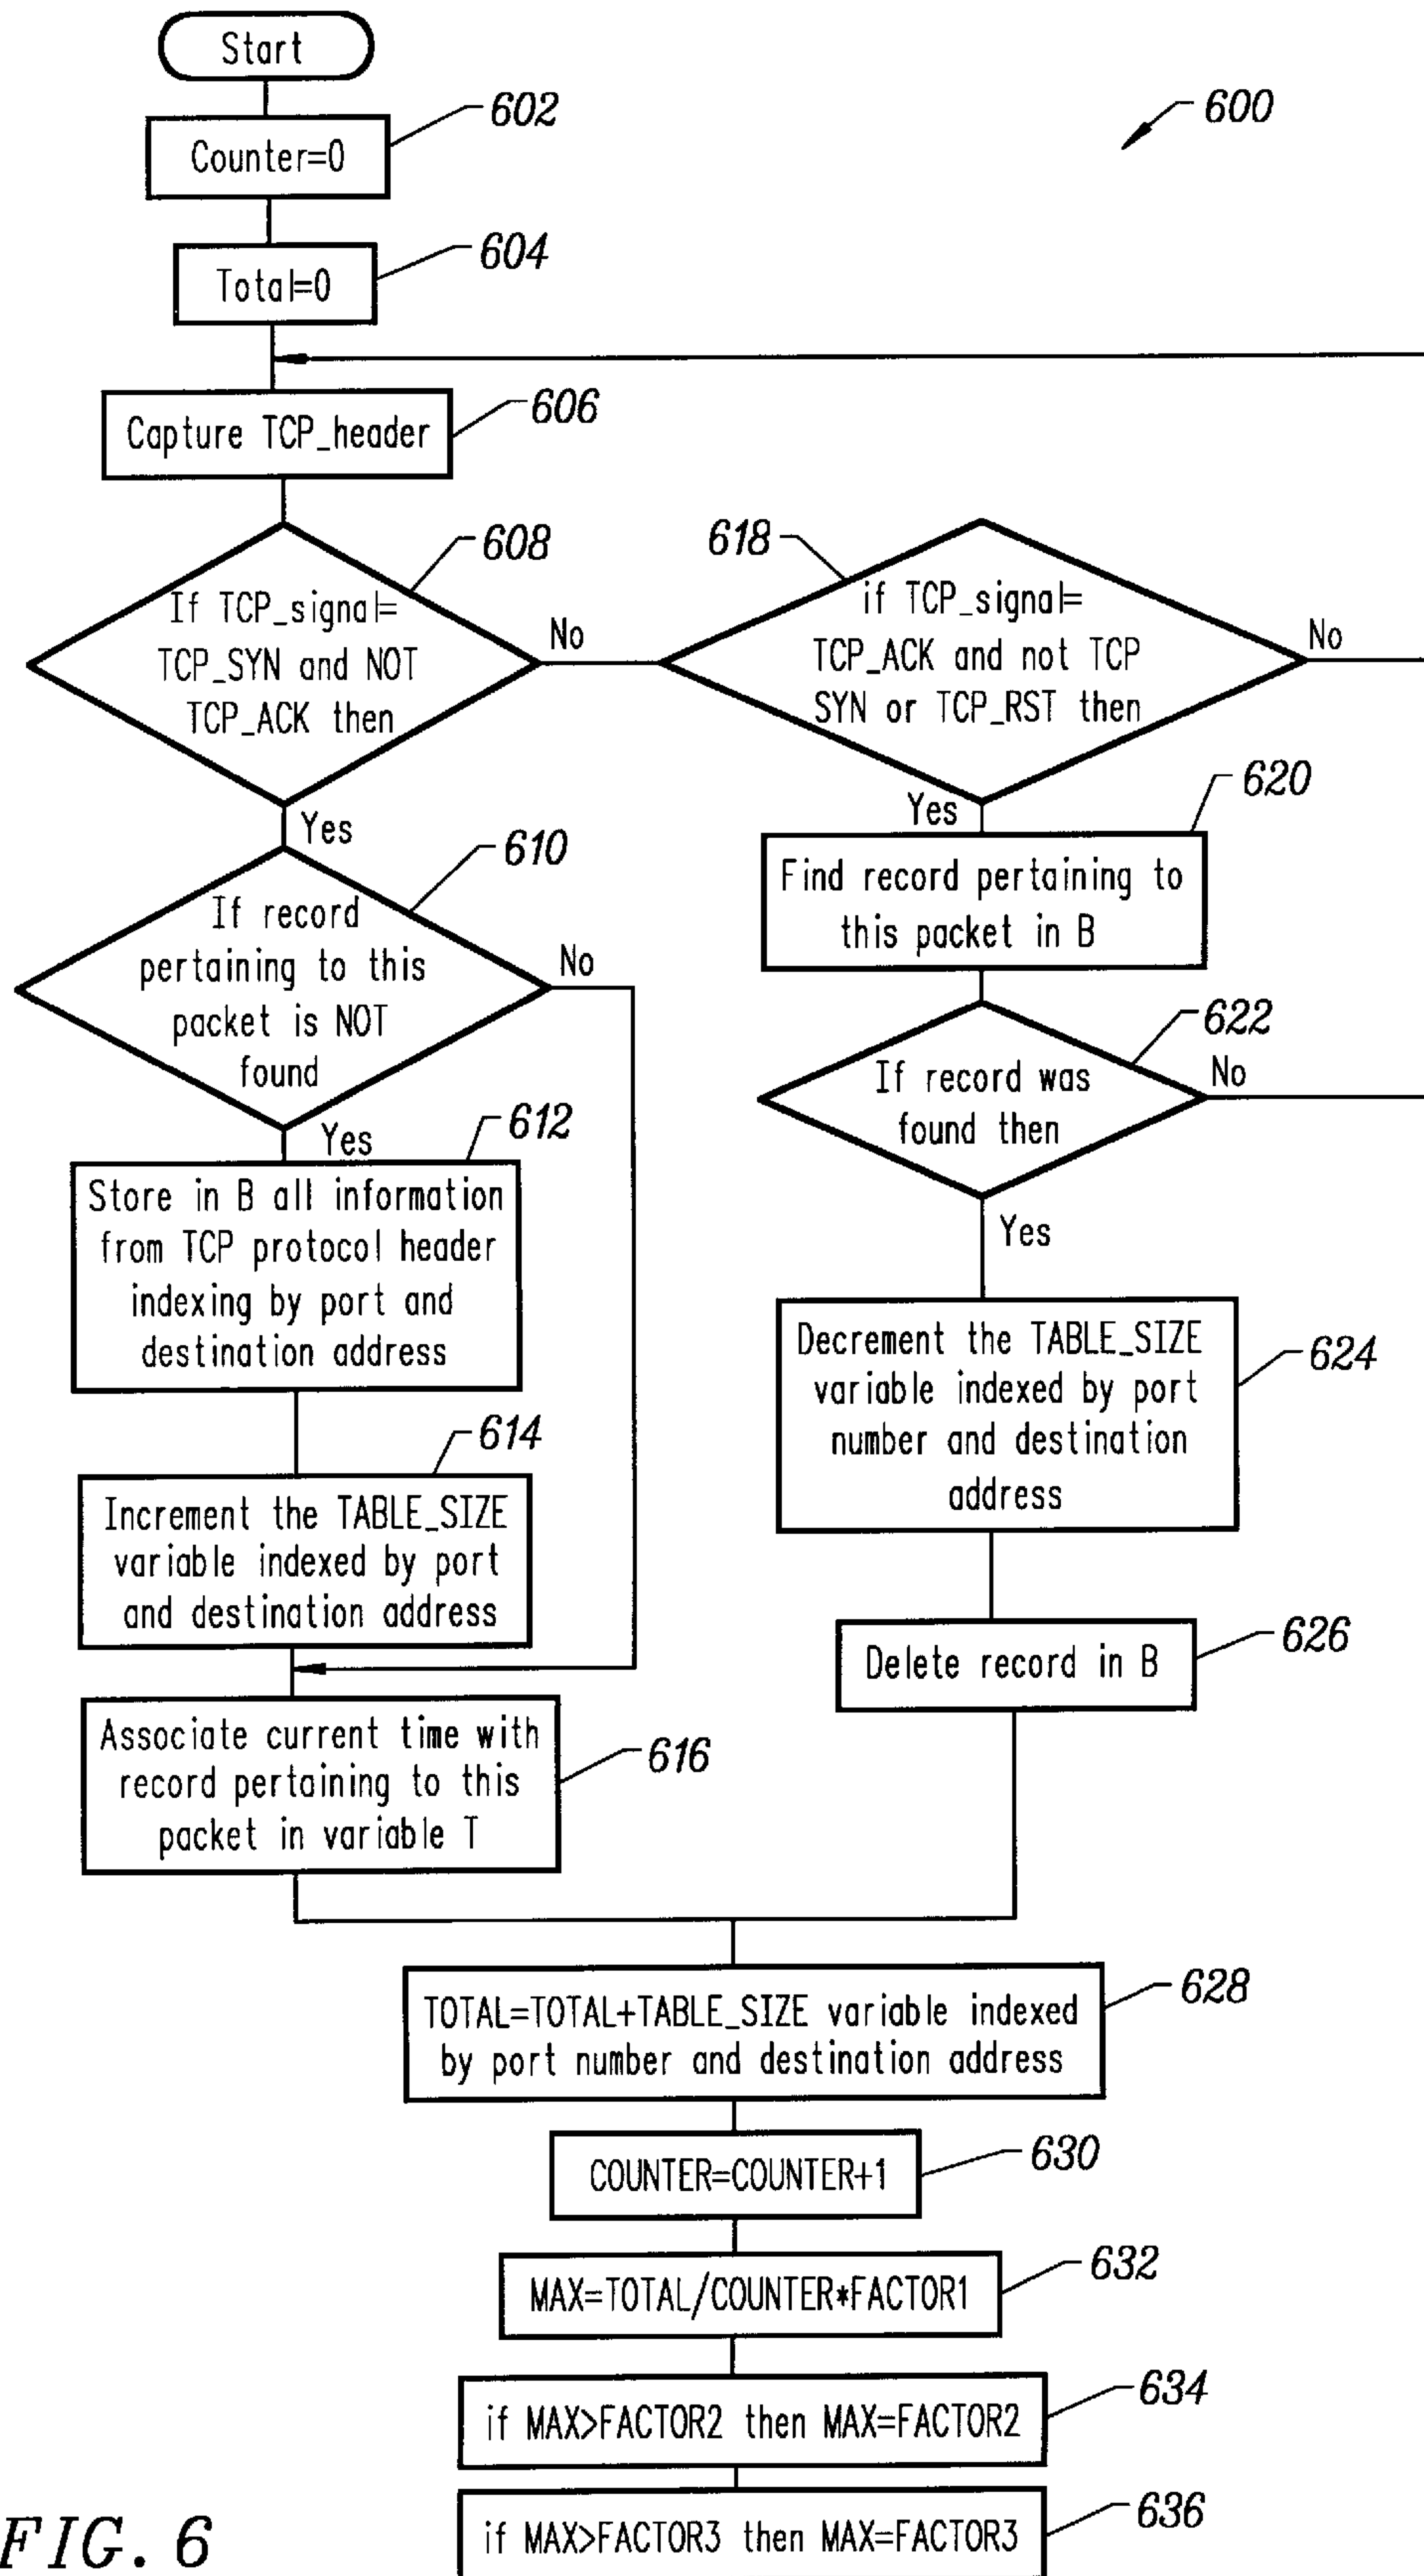 Start
602
Counter=0
600
604
Total=0
606
Capture TCP_header
608
If TCP_signal=
TCP_SYN and NOT
TCP_ACK then
No
618
if TCP_signal=
TCP_ACK and not TCP
SYN or TCP_RST then
No
Yes
610
If record
pertaining to this
packet is NOT
found
No
Yes
620
Find record pertaining to
this packet in B
622
If record was
found then
No
Yes
612
Store in B all information
from TCP protocol header
indexing by port and
destination address
Yes
624
Decrement the TABLE_SIZE
variable indexed by port
number and destination
address
614
Increment the TABLE_SIZE
variable indexed by port
and destination address
626
Delete record in B
616
Associate current time with
record pertaining to this
packet in variable T
628
TOTAL=TOTAL+TABLE_SIZE variable indexed
by port number and destination address
630
COUNTER=COUNTER+1
632
MAX=TOTAL/COUNTER*FACTOR1
634
if MAX>FACTOR2 then MAX=FACTOR2
636
if MAX>FACTOR3 then MAX=FACTOR3
FIG. 6